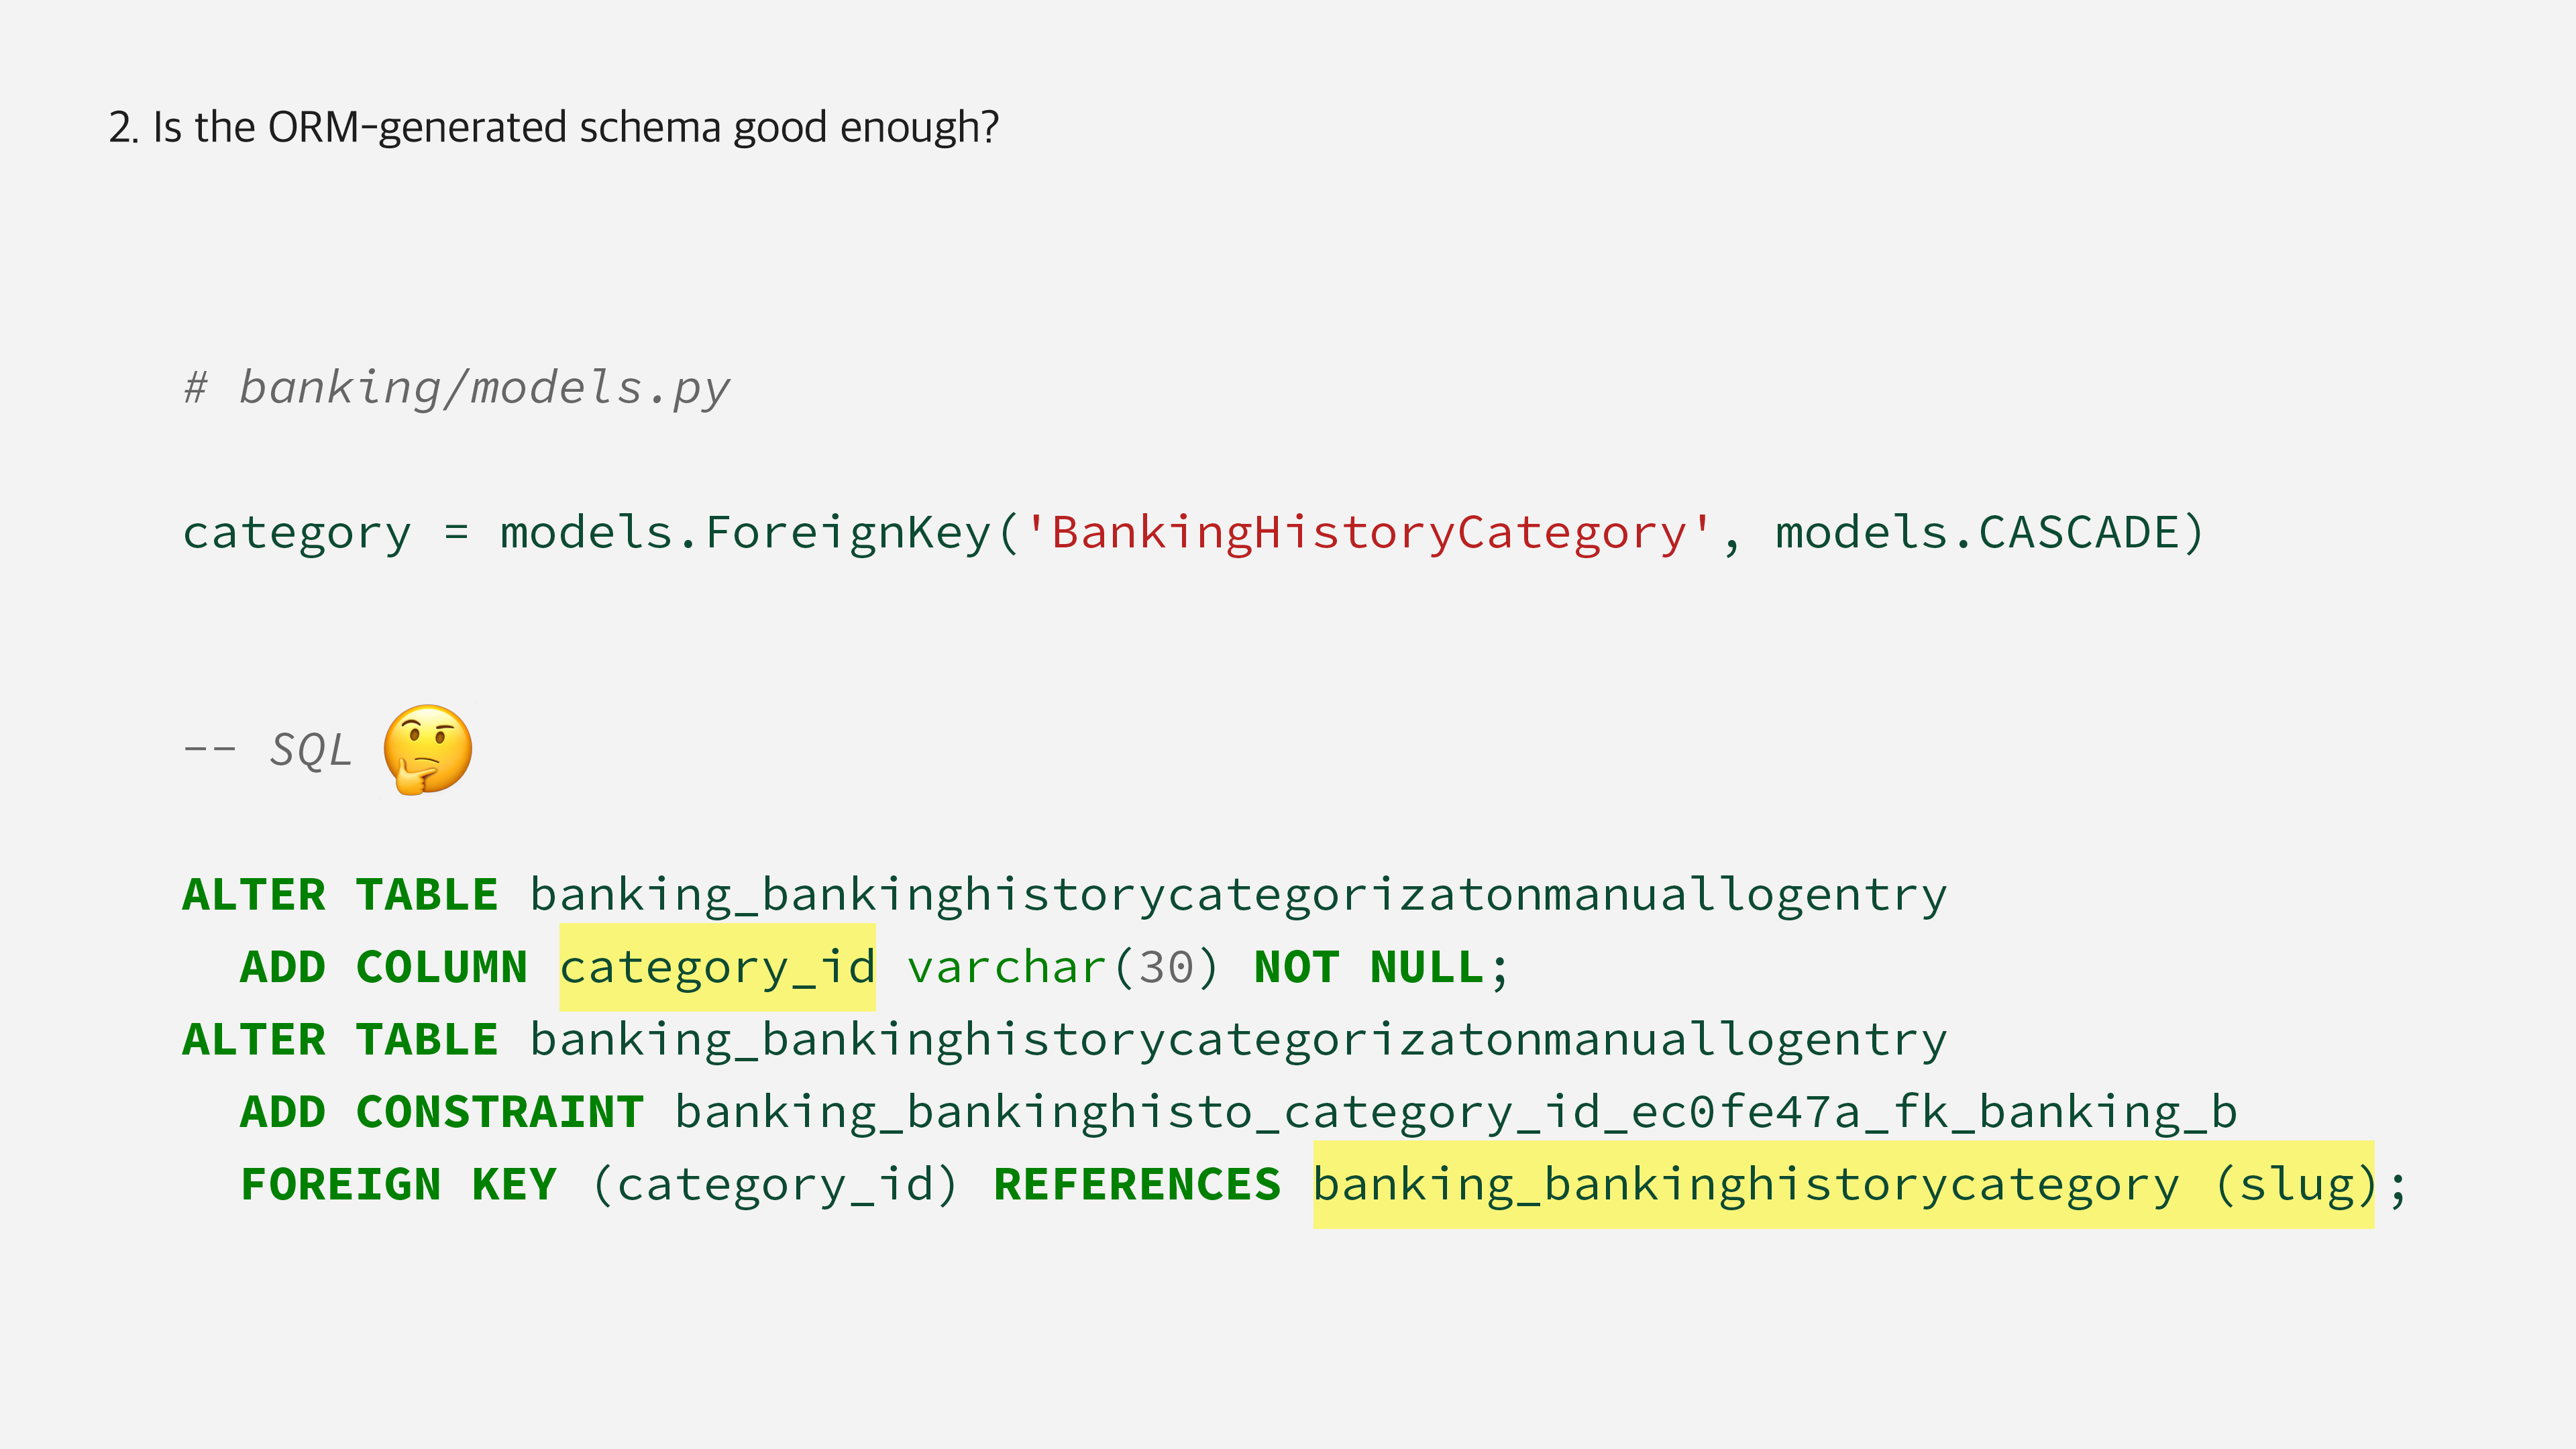 2. Is the ORM-generated schema good enough?
# banking/models.py
category = models.ForeignKey('BankingHistoryCategory', models.CASCADE)
-- SQL 🤔
ALTER TABLE banking_bankinghistorycategorizatonmanuallogentry
ADD COLUMN category_id varchar(30) NOT NULL;
ALTER TABLE banking_bankinghistorycategorizatonmanuallogentry
ADD CONSTRAINT banking_bankinghisto_category_id_ec0fe47a_fk_banking_b
FOREIGN KEY (category_id) REFERENCES banking_bankinghistorycategory (slug);